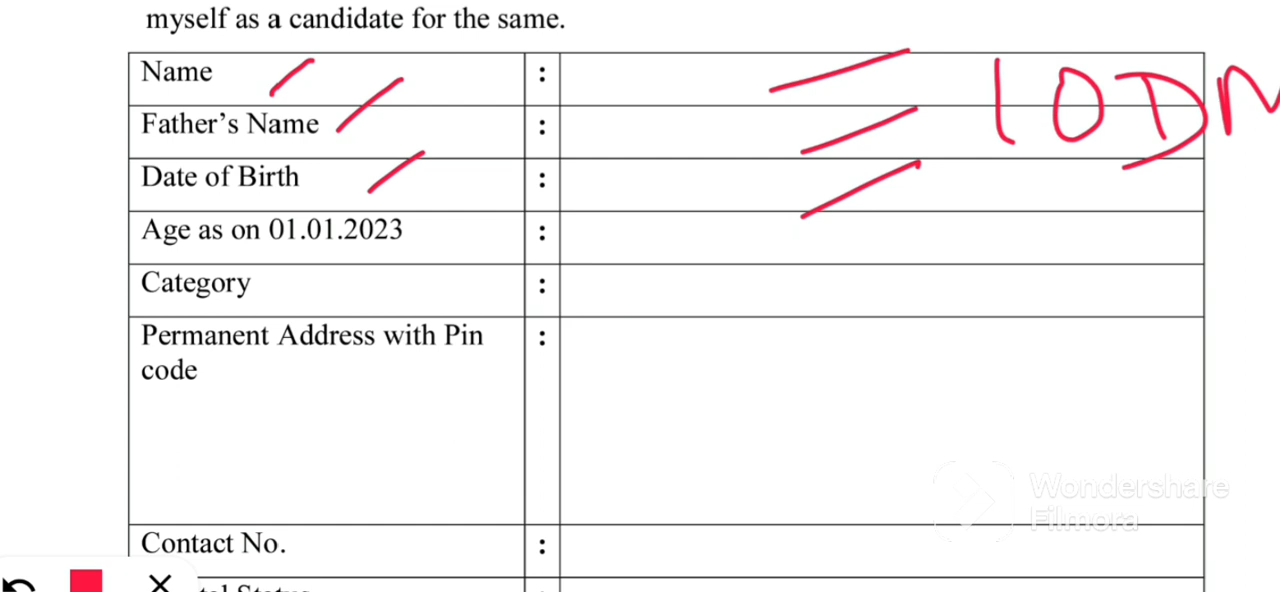 myself as a candidate for the same.
Name :
Father's Name :
Date of Birth :
Age as on 01.01.2023 :
Category :
Permanent Address with Pin :
code
Contact No. :
10DM
Wondershare
Filmora